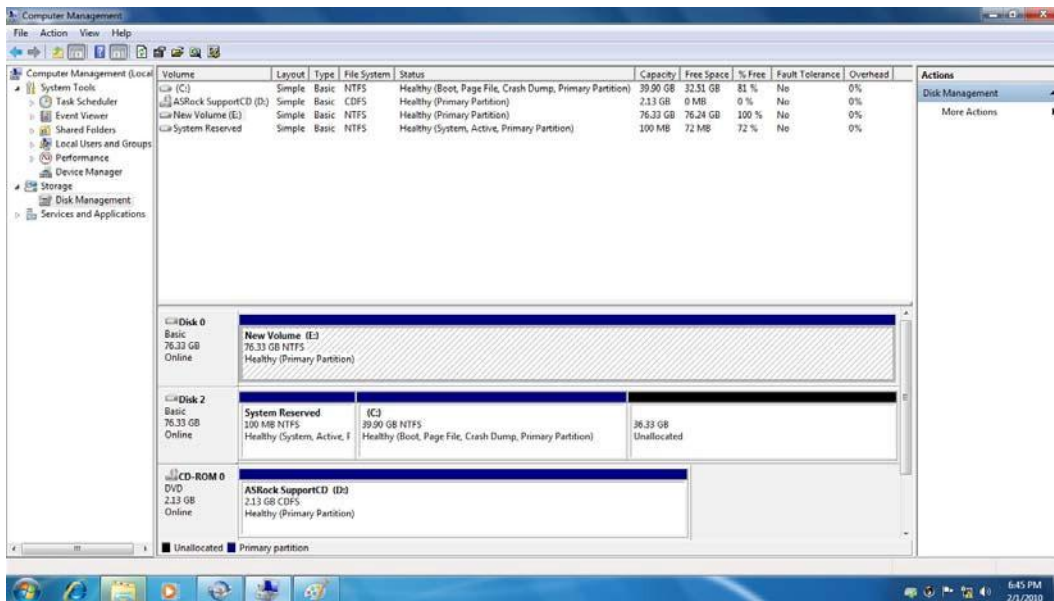 Computer Management
File Action View Help
Computer Management (Local
System Tools
Task Scheduler
Event Viewer
Shared Folders
Local Users and Groups
Performance
Device Manager
Storage
Disk Management
Services and Applications
Volume Layout Type File System Status Capacity Free Space % Free Fault Tolerance Overhead
(C:) Simple Basic NTFS Healthy (Boot, Page File, Crash Dump, Primary Partition) 39.90 GB 32.51 GB 81 % No 0%
ASRock SupportCD (D:) Simple Basic CDFS Healthy (Primary Partition) 2.13 GB 0 MB 0 % No 0%
New Volume (E:) Simple Basic NTFS Healthy (Primary Partition) 76.33 GB 76.24 GB 100 % No 0%
System Reserved Simple Basic NTFS Healthy (System, Active, Primary Partition) 100 MB 72 MB 72 % No 0%
Actions
Disk Management
More Actions
Disk 0
Basic
76.33 GB
Online
New Volume (E:)
76.33 GB NTFS
Healthy (Primary Partition)
Disk 2
Basic
76.33 GB
Online
System Reserved
100 MB NTFS
Healthy (System, Active, F
(C:)
39.90 GB NTFS
Healthy (Boot, Page File, Crash Dump, Primary Partition)
36.33 GB
Unallocated
CD-ROM 0
DVD
2.13 GB
Online
ASRock SupportCD (D:)
2.13 GB CDFS
Healthy (Primary Partition)
Unallocated Primary partition
6:45 PM
2/1/2010